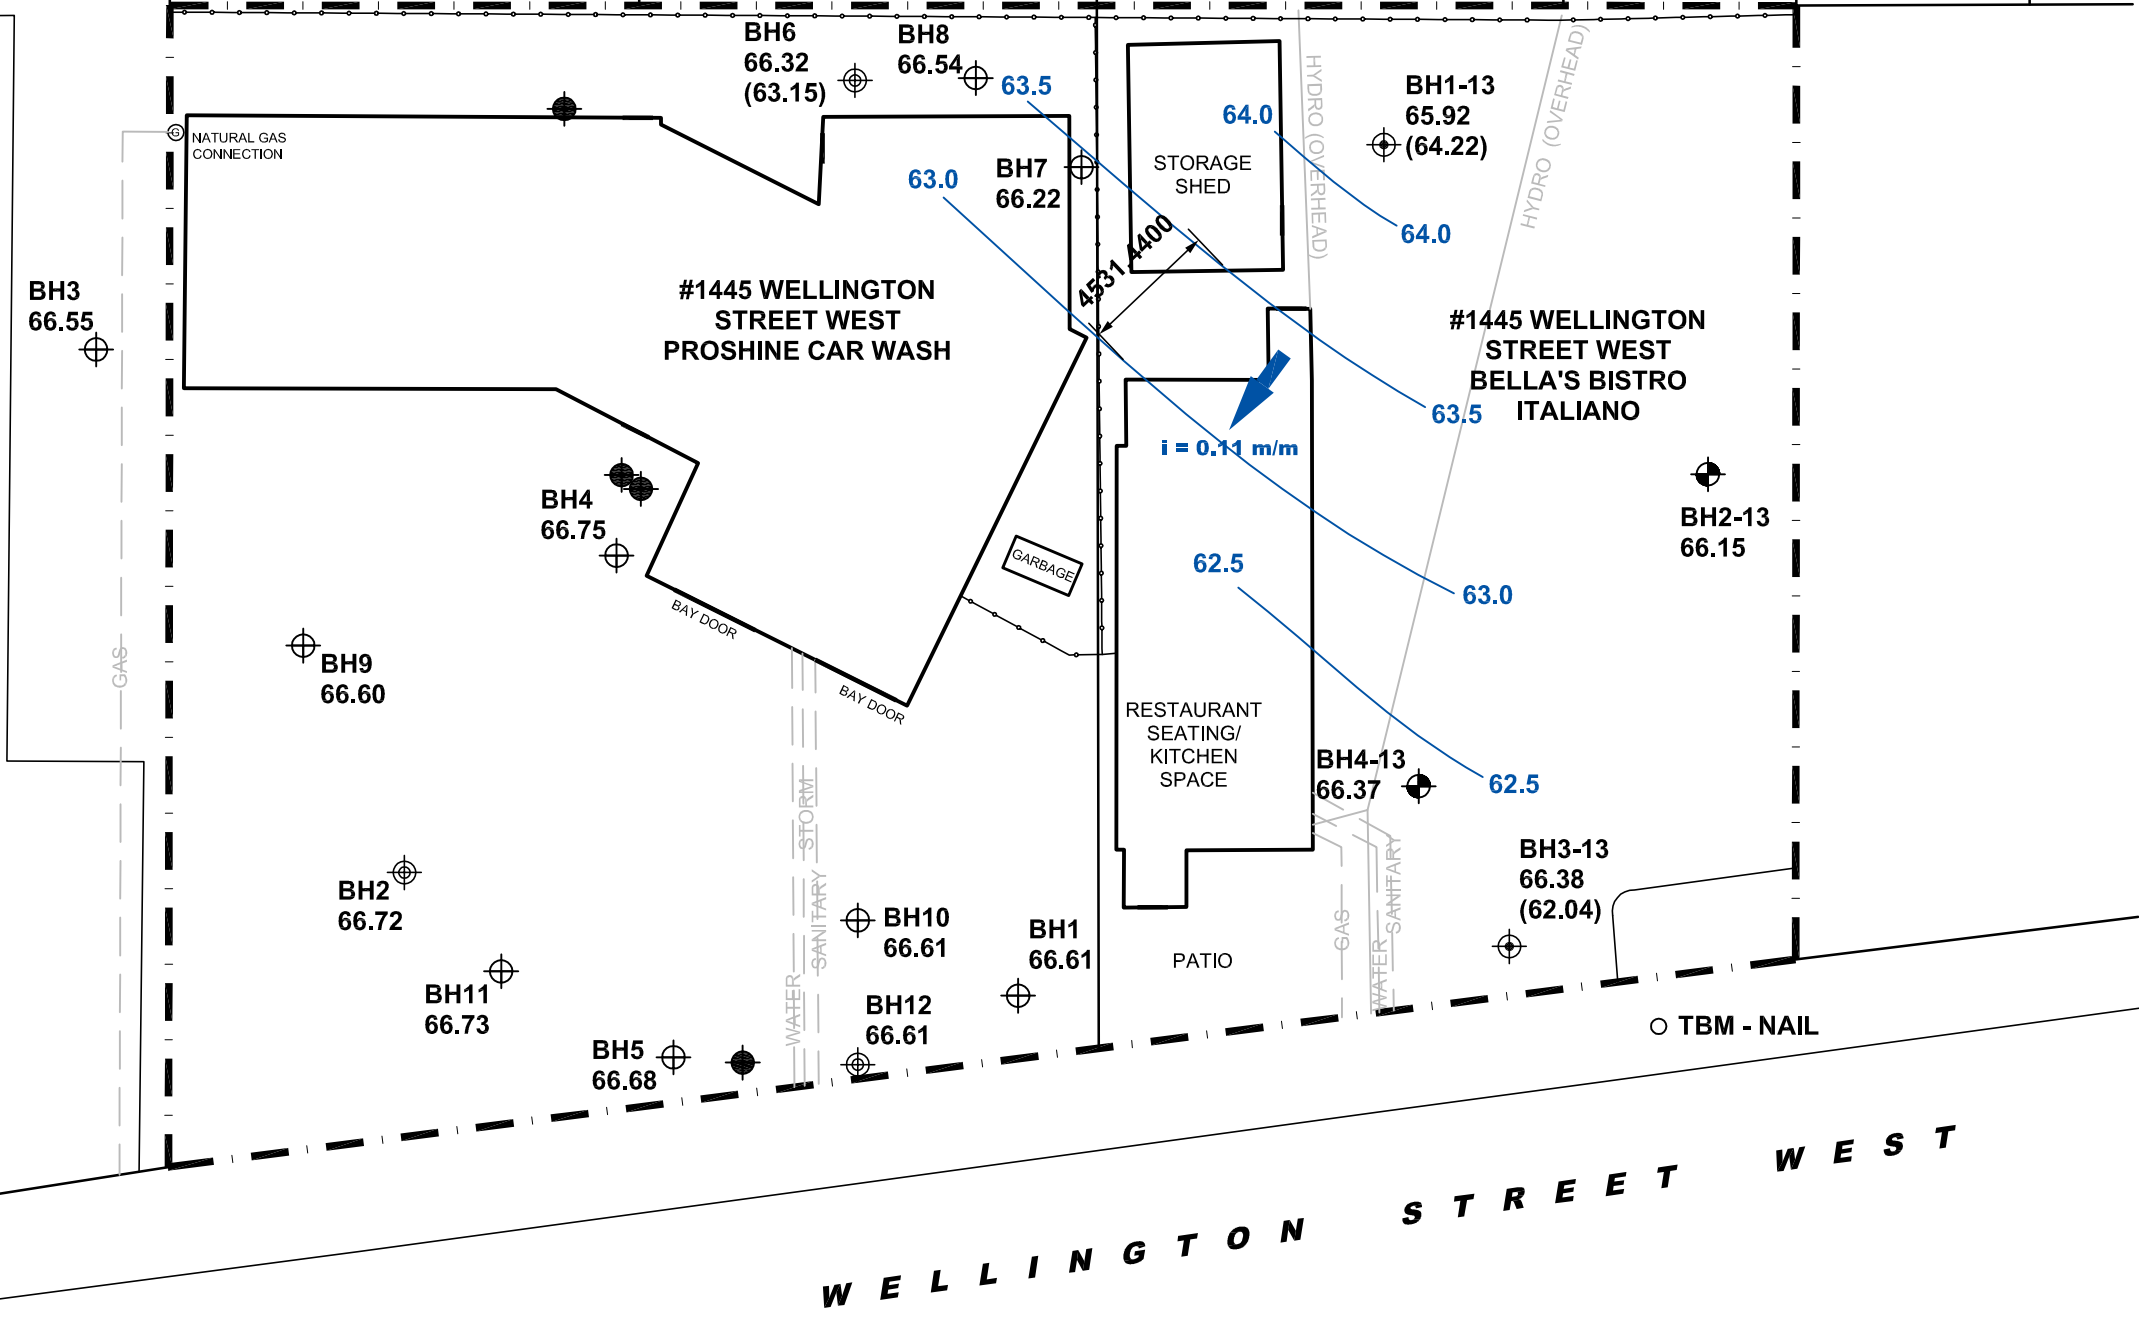 BH6
66.32
(63.15)
BH8
66.54
63.5
64.0
HYDRO (OVERHEAD)
BH1-13
65.92
(64.22)
HYDRO (OVERHEAD)
G
NATURAL GAS
CONNECTION
63.0
BH7
66.22
STORAGE
SHED
64.0
4531.4400
BH3
66.55
#1445 WELLINGTON
STREET WEST
PROSHINE CAR WASH
#1445 WELLINGTON
STREET WEST
BELLA'S BISTRO
ITALIANO
63.5
i = 0.11 m/m
BH4
66.75
BH2-13
66.15
GARBAGE
62.5
63.0
BAY DOOR
BAY DOOR
GAS
BH9
66.60
RESTAURANT
SEATING/
KITCHEN
SPACE
BH4-13
66.37
62.5
STORM
SANITARY
WATER
BH2
66.72
BH10
66.61
BH1
66.61
PATIO
GAS
WATER
SANITARY
BH3-13
66.38
(62.04)
BH11
66.73
BH12
66.61
BH5
66.68
TBM - NAIL
WELLINGTON STREET WEST